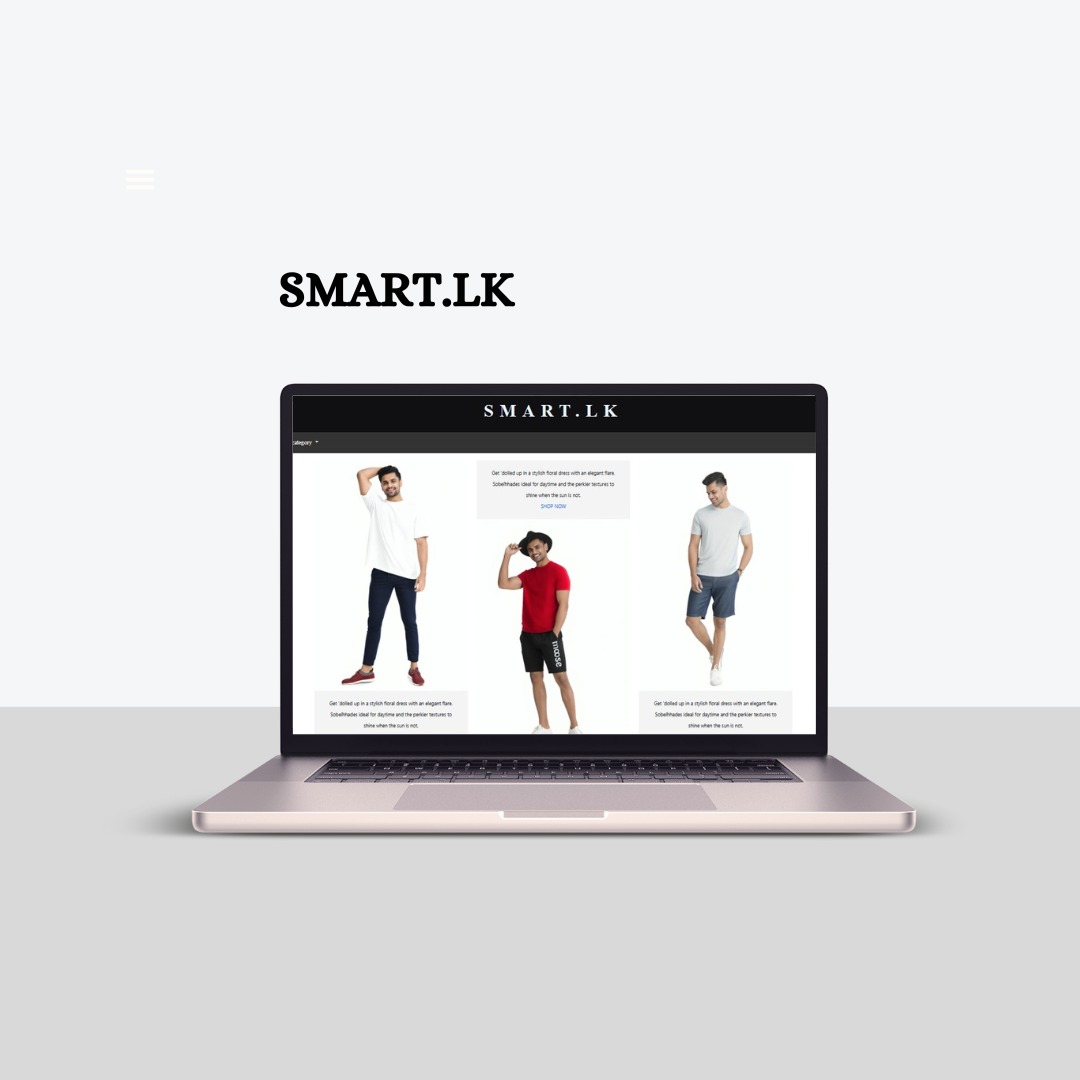 SMART.LK
SMART.LK
category
Get 'dolled up in a stylish floral dress with an elegant flare.
Sobelhhades ideal for daytime and the perkier textures to
shine when the sun is not.
SHOP NOW
moose
Get 'dolled up in a stylish floral dress with an elegant flare.
Sobelhhades ideal for daytime and the perkier textures to
shine when the sun is not.
Get 'dolled up in a stylish floral dress with an elegant flare.
Sobelhhades ideal for daytime and the perkier textures to
shine when the sun is not.